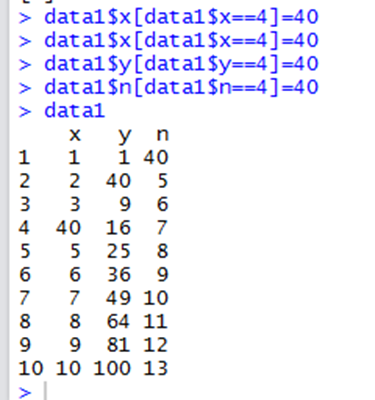 > data1$x[data1$x==4]=40
> data1$x[data1$x==4]=40
> data1$y[data1$y==4]=40
> data1$n[data1$n==4]=40
> data1
    x   y  n
1   1   1 40
2   2  40  5
3   3   9  6
4  40  16  7
5   5  25  8
6   6  36  9
7   7  49 10
8   8  64 11
9   9  81 12
10 10 100 13
>